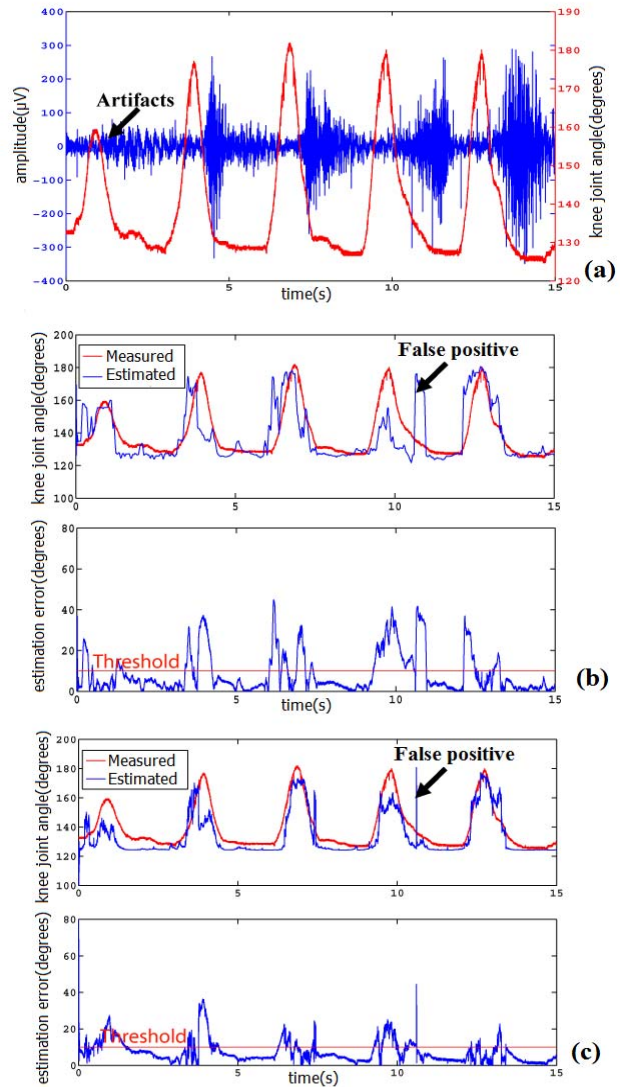 400
300
200
100
0
-100
-200
-300
-400
amplitude(µV)
Artifacts
190
180
170
160
150
140
130
120
knee joint angle(degrees)
0
5
10
15
time(s)
(a)
200
180
160
140
120
100
knee joint angle(degrees)
Measured
Estimated
False positive
0
5
10
15
80
60
40
20
0
estimation error(degrees)
Threshold
0
5
10
15
time(s)
(b)
200
180
160
140
120
100
knee joint angle(degrees)
Measured
Estimated
False positive
0
5
10
15
80
60
40
20
0
estimation error(degrees)
Threshold
0
5
10
15
time(s)
(c)